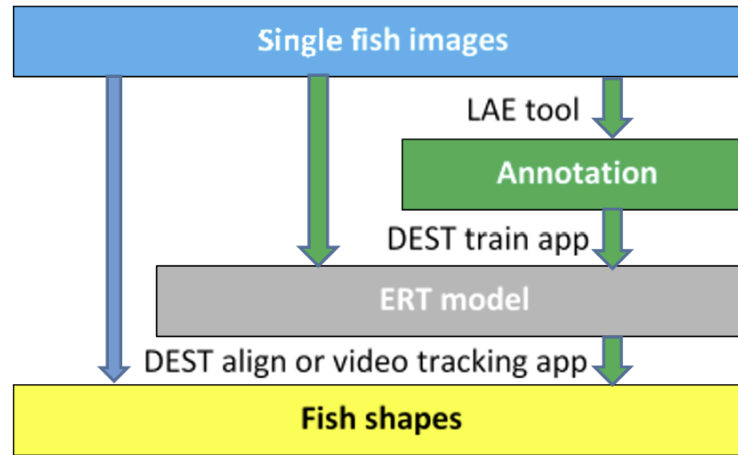 Single fish images
LAE tool
Annotation
DEST train app
ERT model
DEST align or video tracking app
Fish shapes